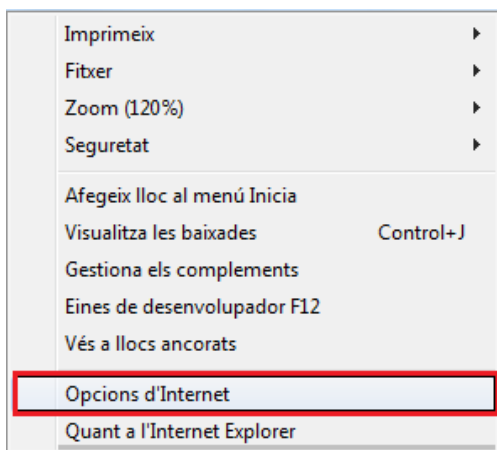 Imprimeix
Fitxer
Zoom (120%)
Seguretat
Afegeix lloc al menú Inicia
Visualitza les baixades Control+J
Gestiona els complements
Eines de desenvolupador F12
Vés a llocs ancorats
Opcions d'Internet
Quant a l'Internet Explorer